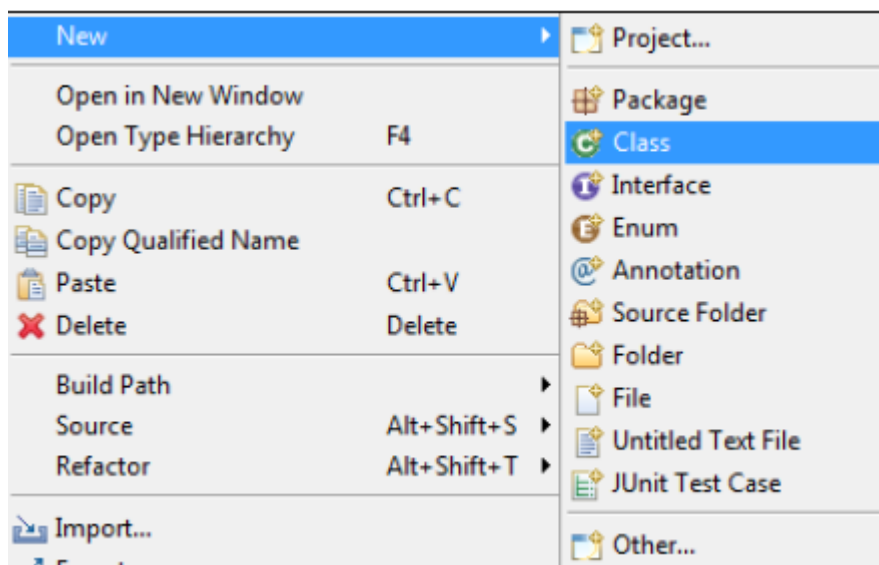 New
Open in New Window
Open Type Hierarchy F4
Copy Ctrl+C
Copy Qualified Name
Paste Ctrl+V
Delete Delete
Build Path
Source Alt+Shift+S
Refactor Alt+Shift+T
Import...
Project...
Package
Class
Interface
Enum
Annotation
Source Folder
Folder
File
Untitled Text File
JUnit Test Case
Other...